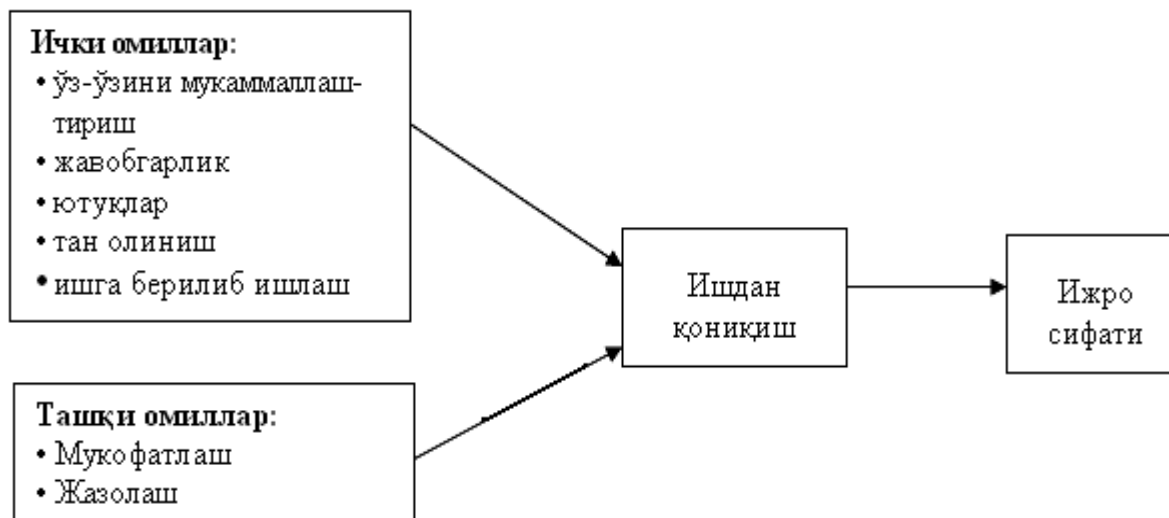 Ички омиллар:
• ўз-ўзини мукаммаллаш-
тириш
• жавобгарлик
• ютуқлар
• тан олиниш
• ишга берилиб ишлаш
Ташқи омиллар:
• Мукофатлаш
• Жазолаш
Ишдан
қониқиш
Ижро
сифати